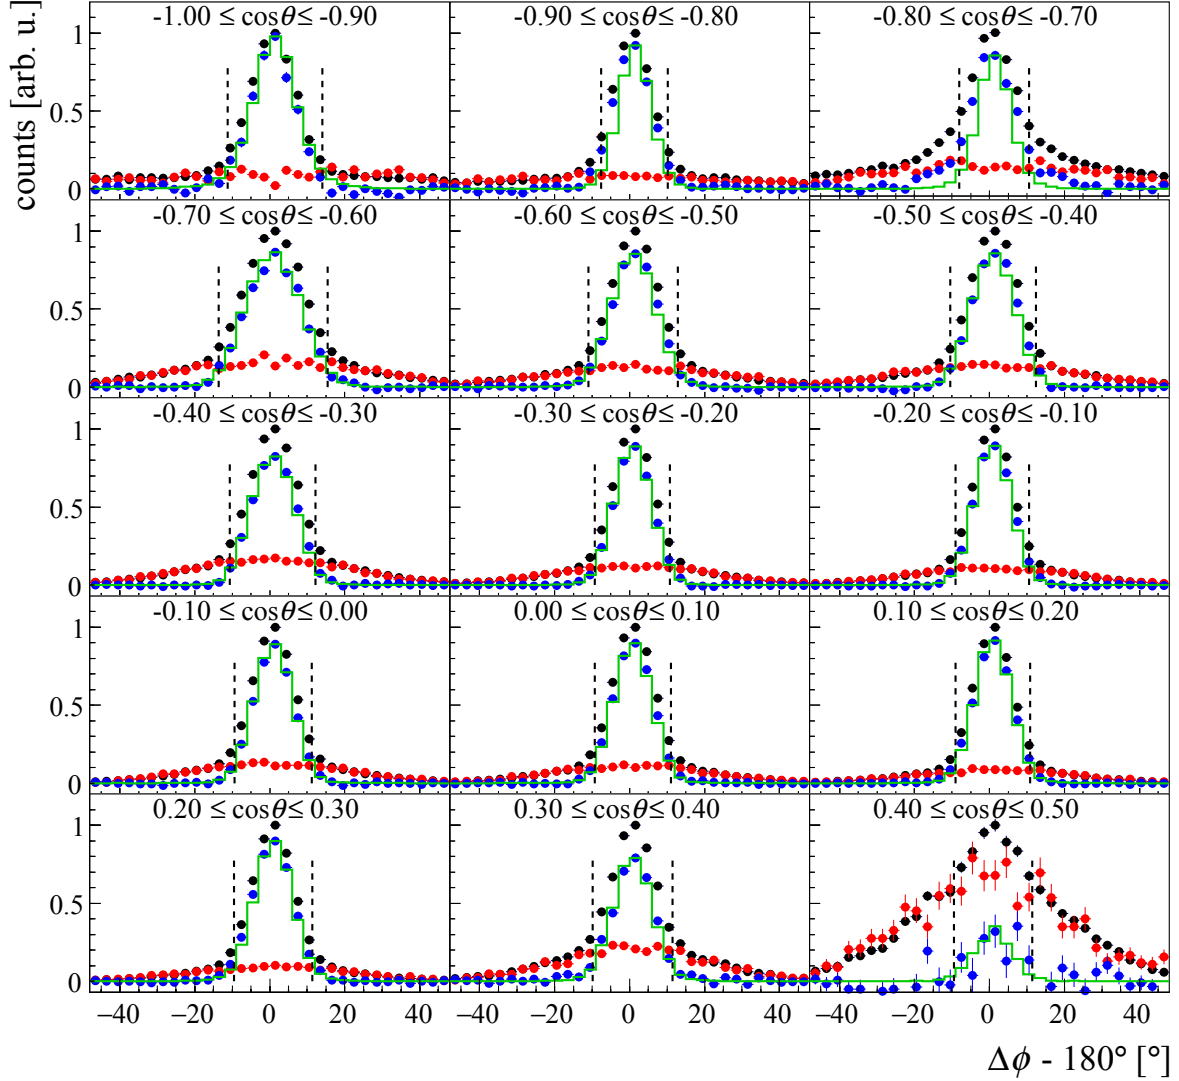 counts [arb. u.]
-1.00 ≤ cosθ ≤ -0.90
-0.90 ≤ cosθ ≤ -0.80
-0.80 ≤ cosθ ≤ -0.70
1
0.5
0
-0.70 ≤ cosθ ≤ -0.60
-0.60 ≤ cosθ ≤ -0.50
-0.50 ≤ cosθ ≤ -0.40
1
0.5
0
-0.40 ≤ cosθ ≤ -0.30
-0.30 ≤ cosθ ≤ -0.20
-0.20 ≤ cosθ ≤ -0.10
1
0.5
0
-0.10 ≤ cosθ ≤ 0.00
0.00 ≤ cosθ ≤ 0.10
0.10 ≤ cosθ ≤ 0.20
1
0.5
0
0.20 ≤ cosθ ≤ 0.30
0.30 ≤ cosθ ≤ 0.40
0.40 ≤ cosθ ≤ 0.50
1
0.5
0
−40 −20 0 20 40
−40 −20 0 20 40
−40 −20 0 20 40
Δϕ - 180° [°]